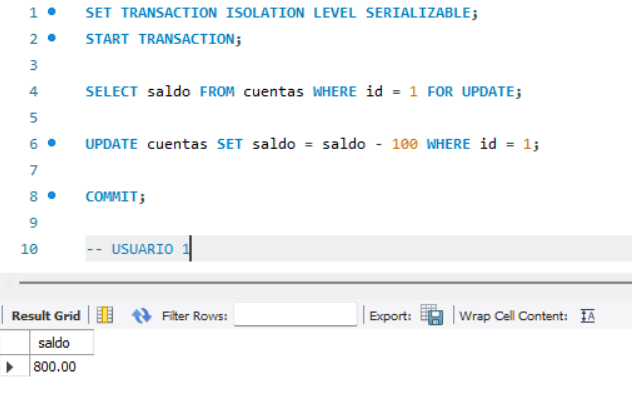 1 SET TRANSACTION ISOLATION LEVEL SERIALIZABLE;
2 START TRANSACTION;
3
4 SELECT saldo FROM cuentas WHERE id = 1 FOR UPDATE;
5
6 UPDATE cuentas SET saldo = saldo - 100 WHERE id = 1;
7
8 COMMIT;
9
10 -- USUARIO 1
Result Grid Filter Rows: Export: Wrap Cell Content: IA
saldo
800.00